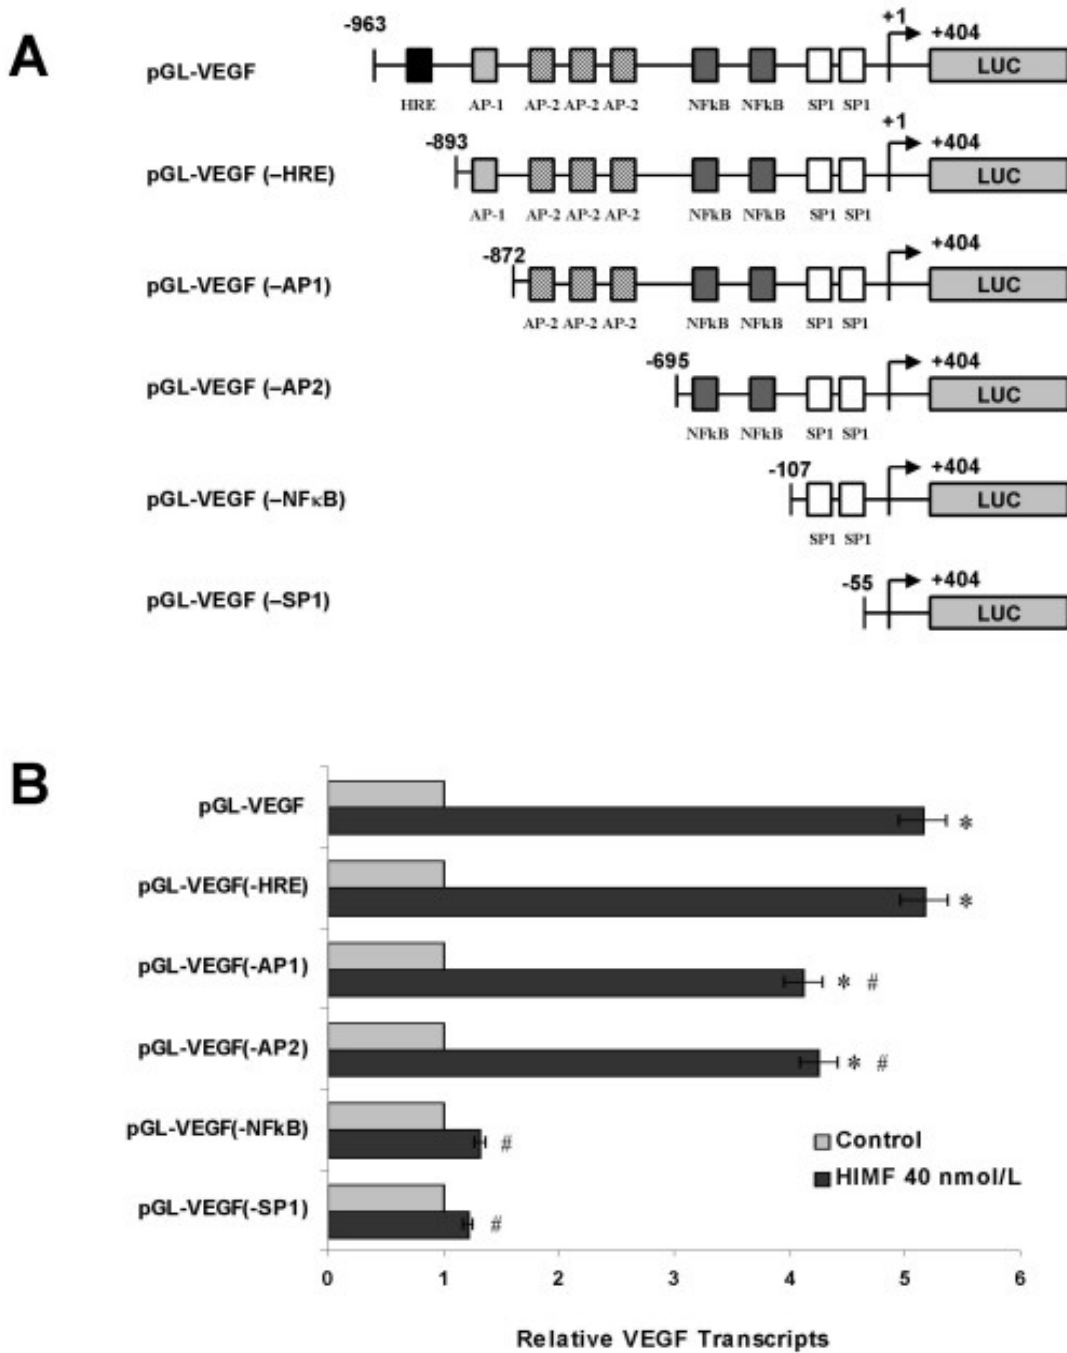 A
-963
+1
+404
pGL-VEGF
LUC
HRE AP-1 AP-2 AP-2 AP-2 NFkB NFkB SP1 SP1
-893
+1
+404
pGL-VEGF (–HRE)
LUC
AP-1 AP-2 AP-2 AP-2 NFkB NFkB SP1 SP1
-872
+404
pGL-VEGF (–AP1)
LUC
AP-2 AP-2 AP-2 NFkB NFkB SP1 SP1
-695
+404
pGL-VEGF (–AP2)
LUC
NFkB NFkB SP1 SP1
-107
+404
pGL-VEGF (–NFκB)
LUC
SP1 SP1
-55
+404
pGL-VEGF (–SP1)
LUC
B
pGL-VEGF
*
pGL-VEGF(-HRE)
*
pGL-VEGF(-AP1)
* #
pGL-VEGF(-AP2)
* #
pGL-VEGF(-NFkB)
#
Control
HIMF 40 nmol/L
pGL-VEGF(-SP1)
#
0 1 2 3 4 5 6
Relative VEGF Transcripts